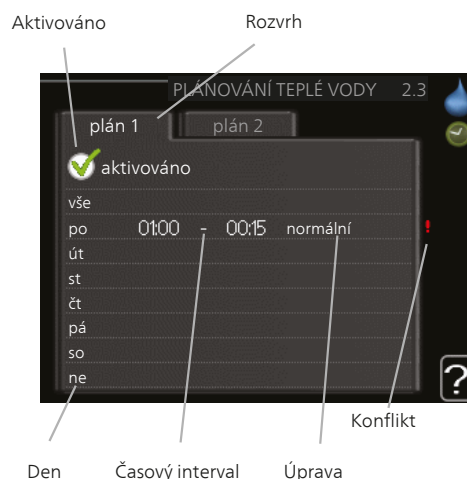 Aktivováno Rozvrh
PLÁNOVÁNÍ TEPLÉ VODY 2.3
plán 1 plán 2
aktivováno
vše
po 01:00 - 00:15 normální !
út
st
čt
pá
so
ne
?
Konflikt
Den Časový interval Úprava